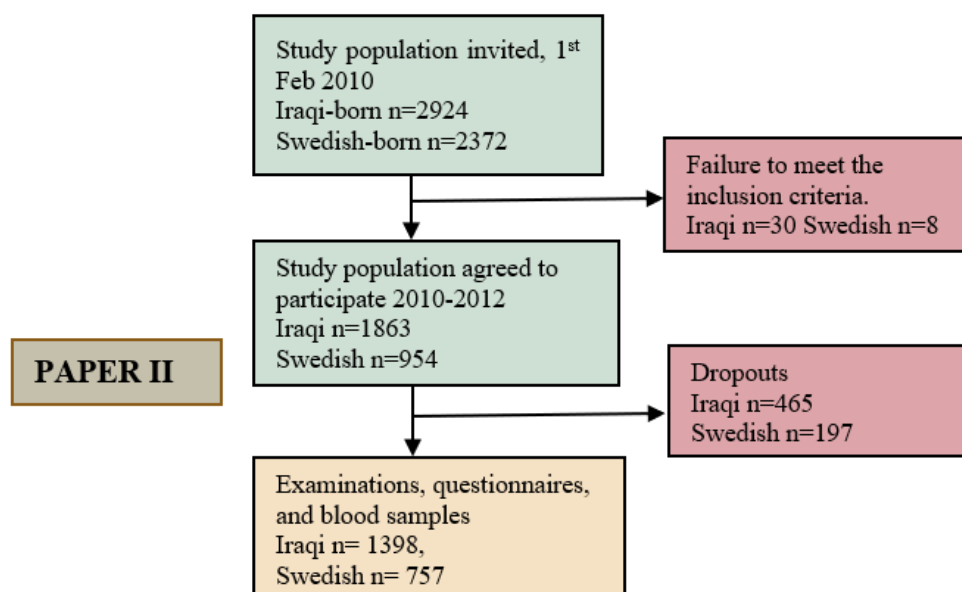 Study population invited, 1st
Feb 2010
Iraqi-born n=2924
Swedish-born n=2372
Failure to meet the
inclusion criteria.
Iraqi n=30 Swedish n=8
Study population agreed to
participate 2010-2012
Iraqi n=1863
Swedish n=954
PAPER II
Dropouts
Iraqi n=465
Swedish n=197
Examinations, questionnaires,
and blood samples
Iraqi n= 1398,
Swedish n= 757